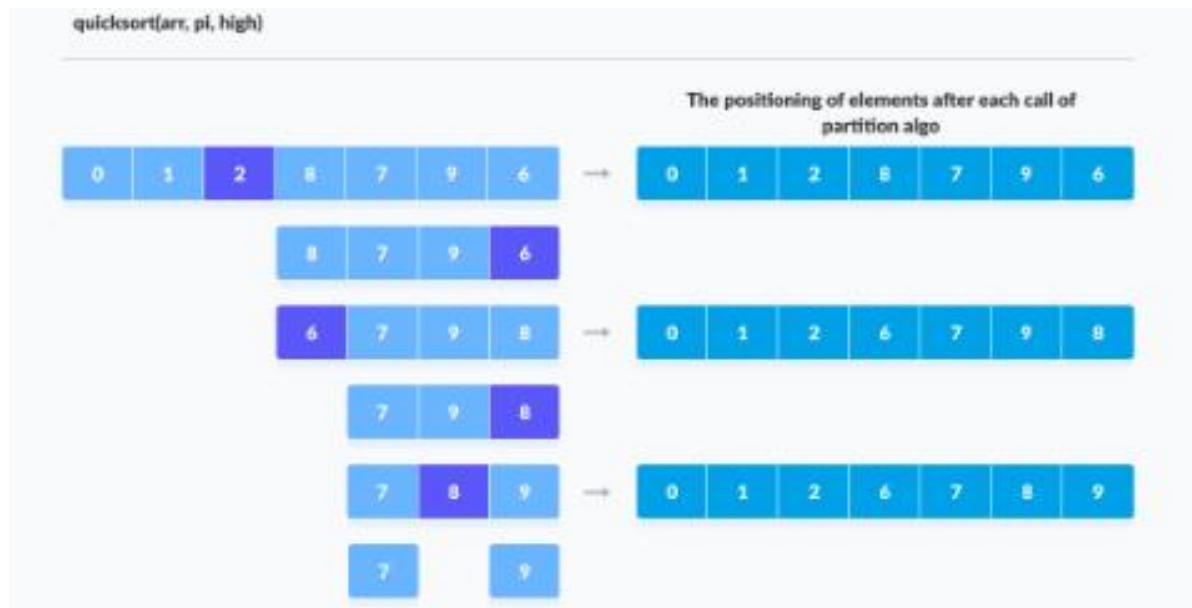 quicksort(arr, pi, high)
The positioning of elements after each call of
partition algo
0 1 2 8 7 9 6 → 0 1 2 8 7 9 6
8 7 9 6
6 7 9 8 → 0 1 2 6 7 9 8
7 9 8
7 8 9 → 0 1 2 6 7 8 9
7 9